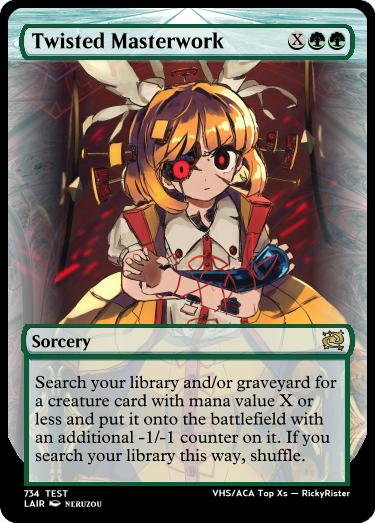 Twisted Masterwork XGG
Sorcery
Search your library and/or graveyard for
a creature card with mana value X or
less and put it onto the battlefield with
an additional -1/-1 counter on it. If you
search your library this way, shuffle.
734 TEST VHS/ACA Top Xs — RickyRister
LAIR NERUZOU